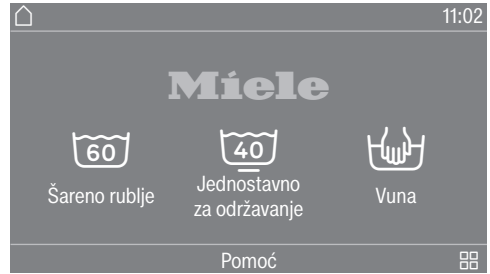 11:02
Miele
60
40
Šareno rublje
Jednostavno
za održavanje
Vuna
Pomoć